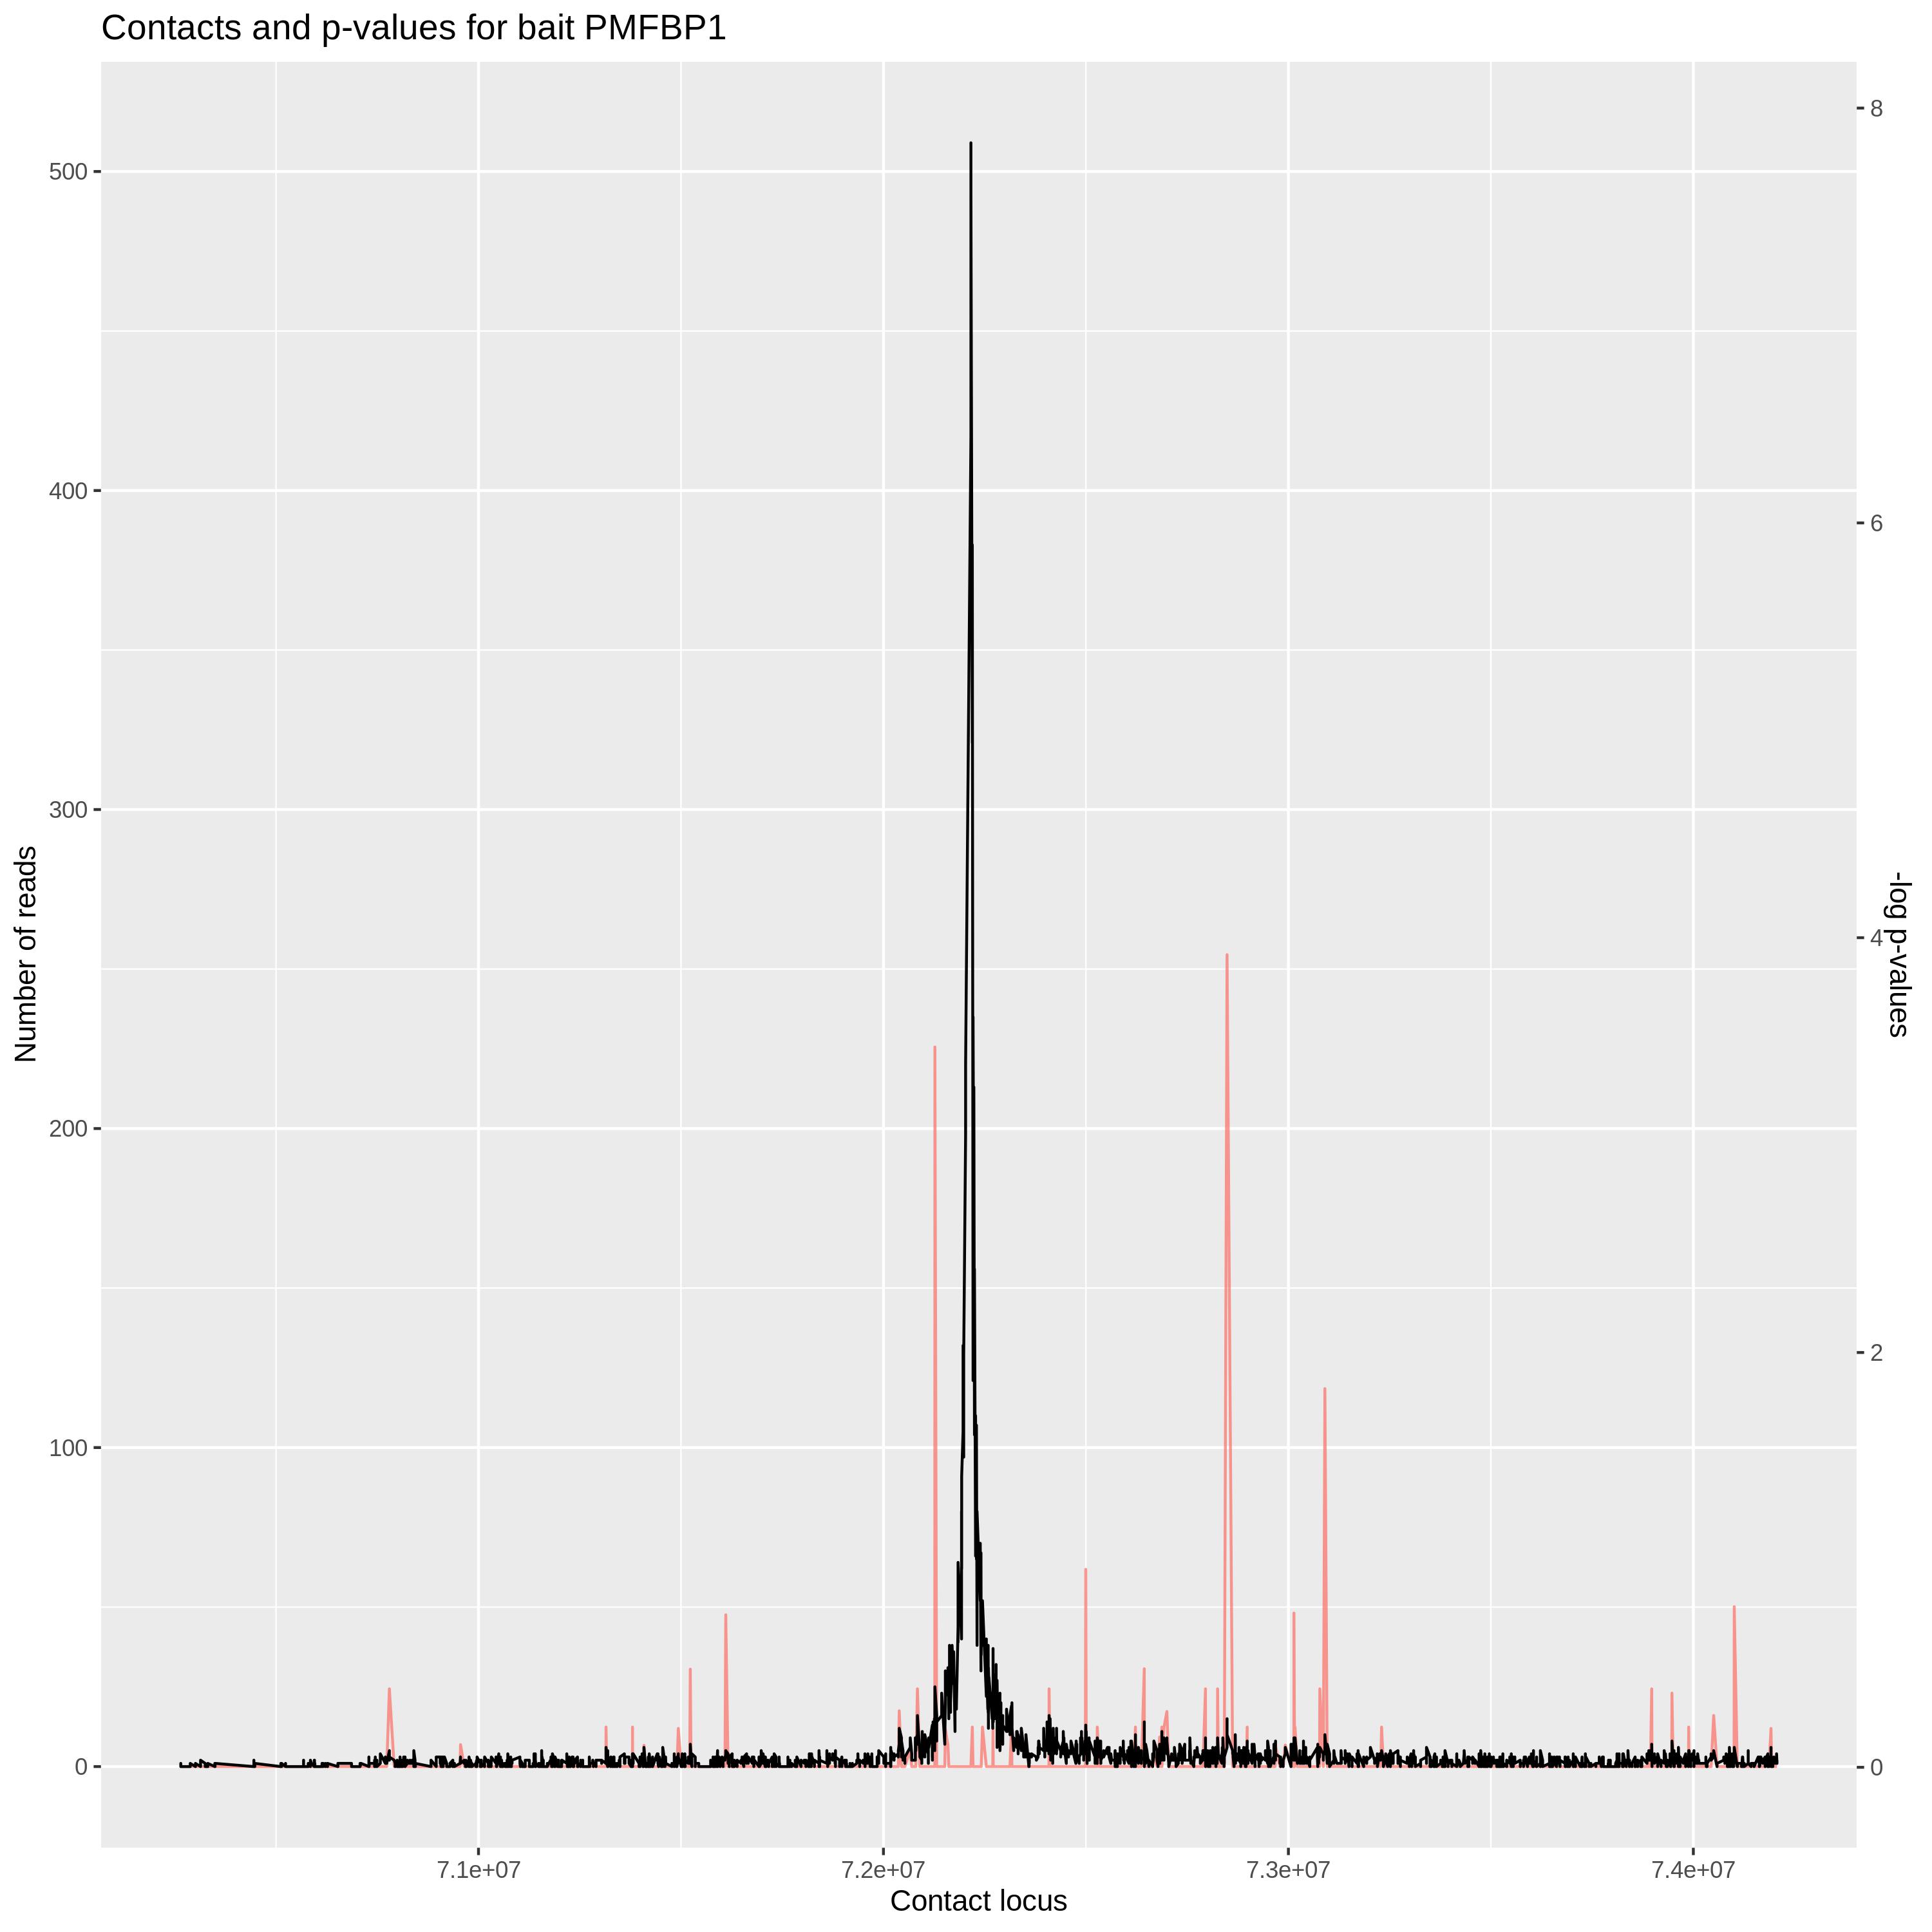 Contacts and p-values for bait PMFBP1
500
400
300
200
100
0
Number of reads
8
6
4
2
0
-log p-values
7.1e+07 7.2e+07 7.3e+07 7.4e+07
Contact locus